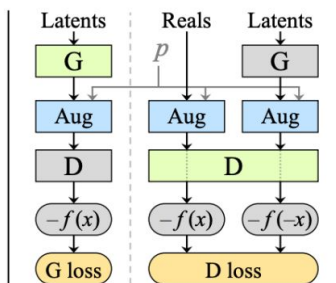 Latents Reals Latents
G p G
Aug Aug Aug
D D
−f(x) −f(x) −f(−x)
G loss D loss